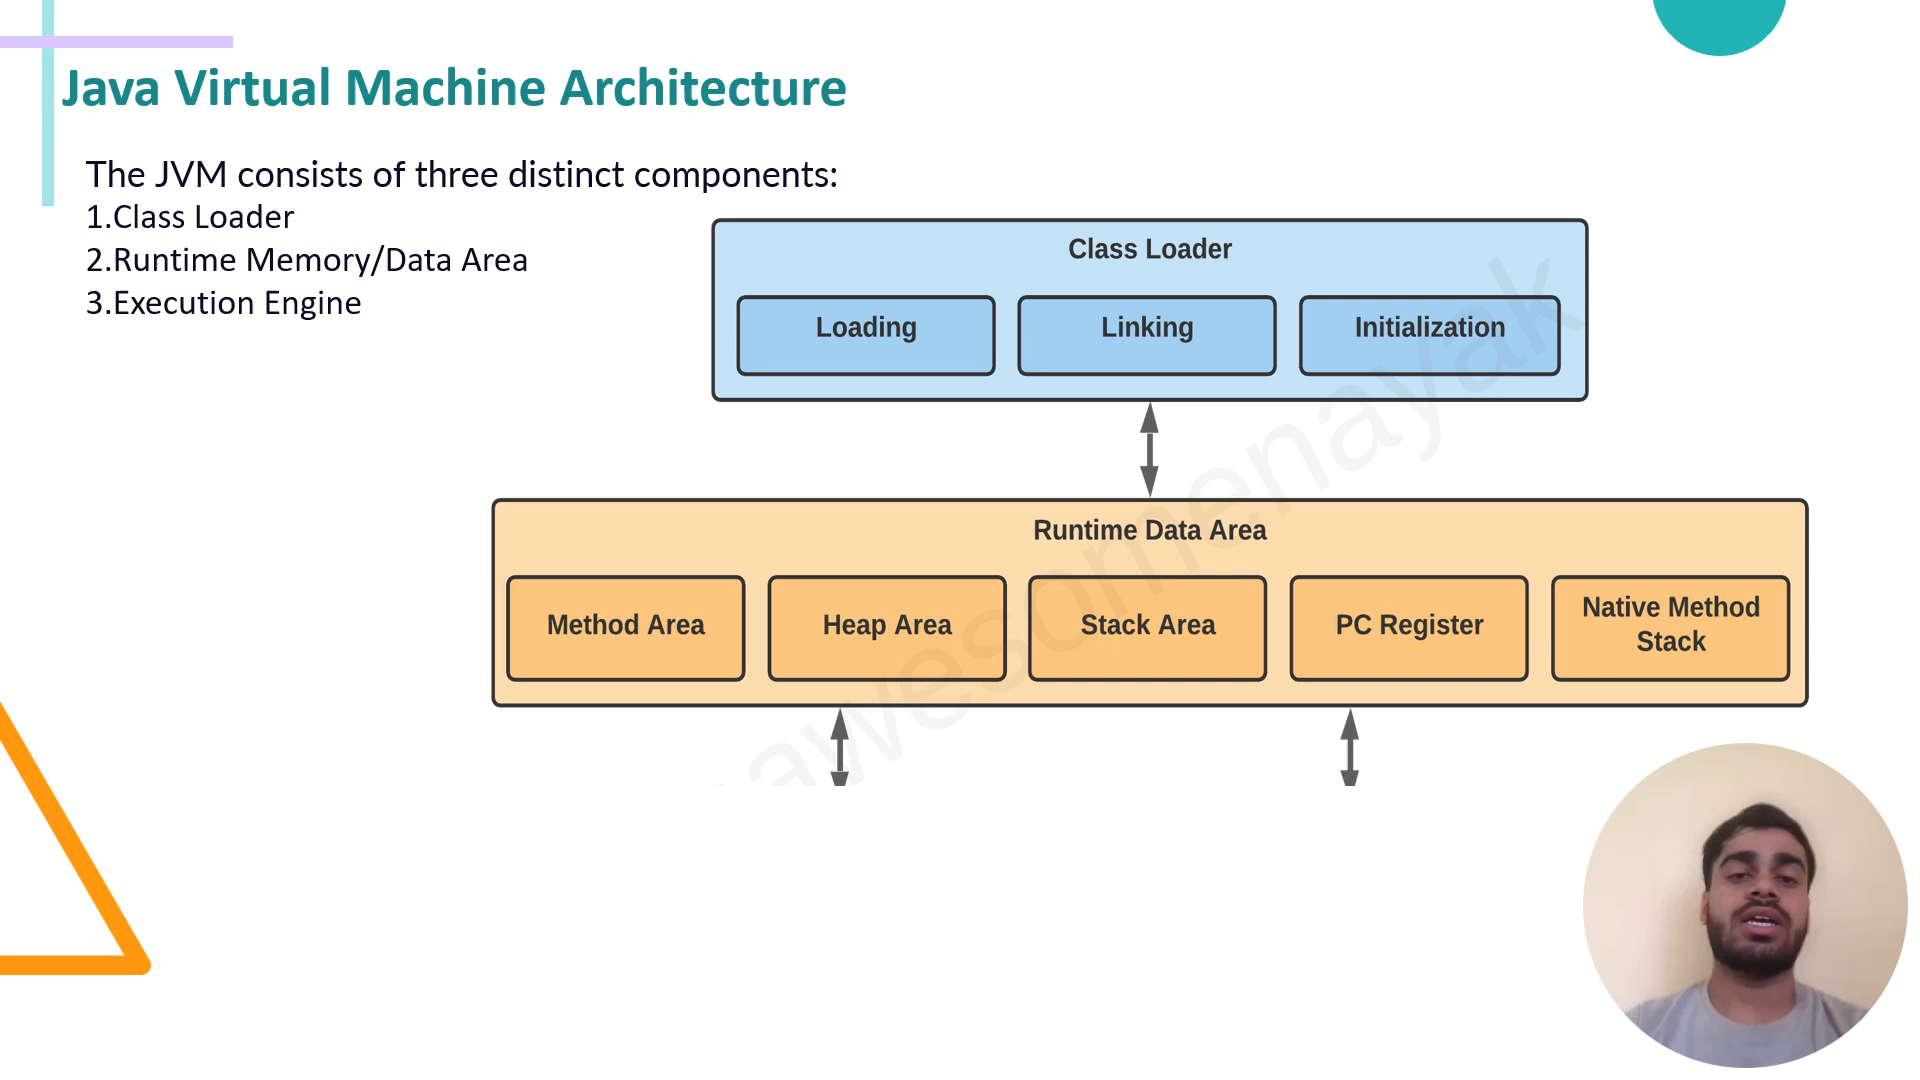 Java Virtual Machine Architecture
The JVM consists of three distinct components:
1.Class Loader
2.Runtime Memory/Data Area
3.Execution Engine
Class Loader
Loading
Linking
Initialization
Runtime Data Area
Method Area
Heap Area
Stack Area
PC Register
Native Method
Stack
awesomenayak